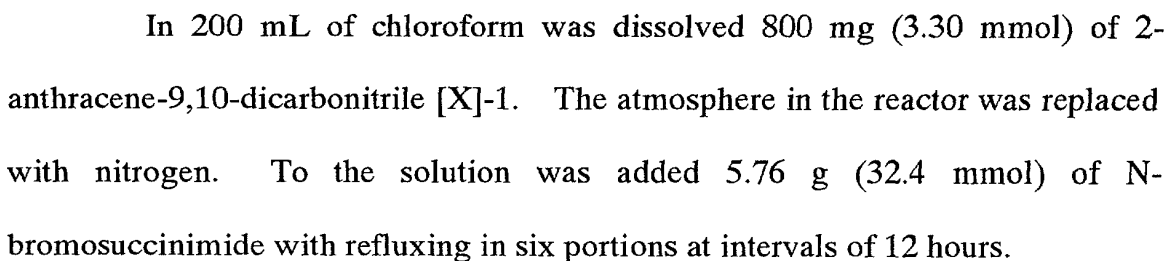 In 200 mL of chloroform was dissolved 800 mg (3.30 mmol) of 2-
anthracene-9,10-dicarbonitrile [X]-1. The atmosphere in the reactor was replaced
with nitrogen. To the solution was added 5.76 g (32.4 mmol) of N-
bromosuccinimide with refluxing in six portions at intervals of 12 hours.